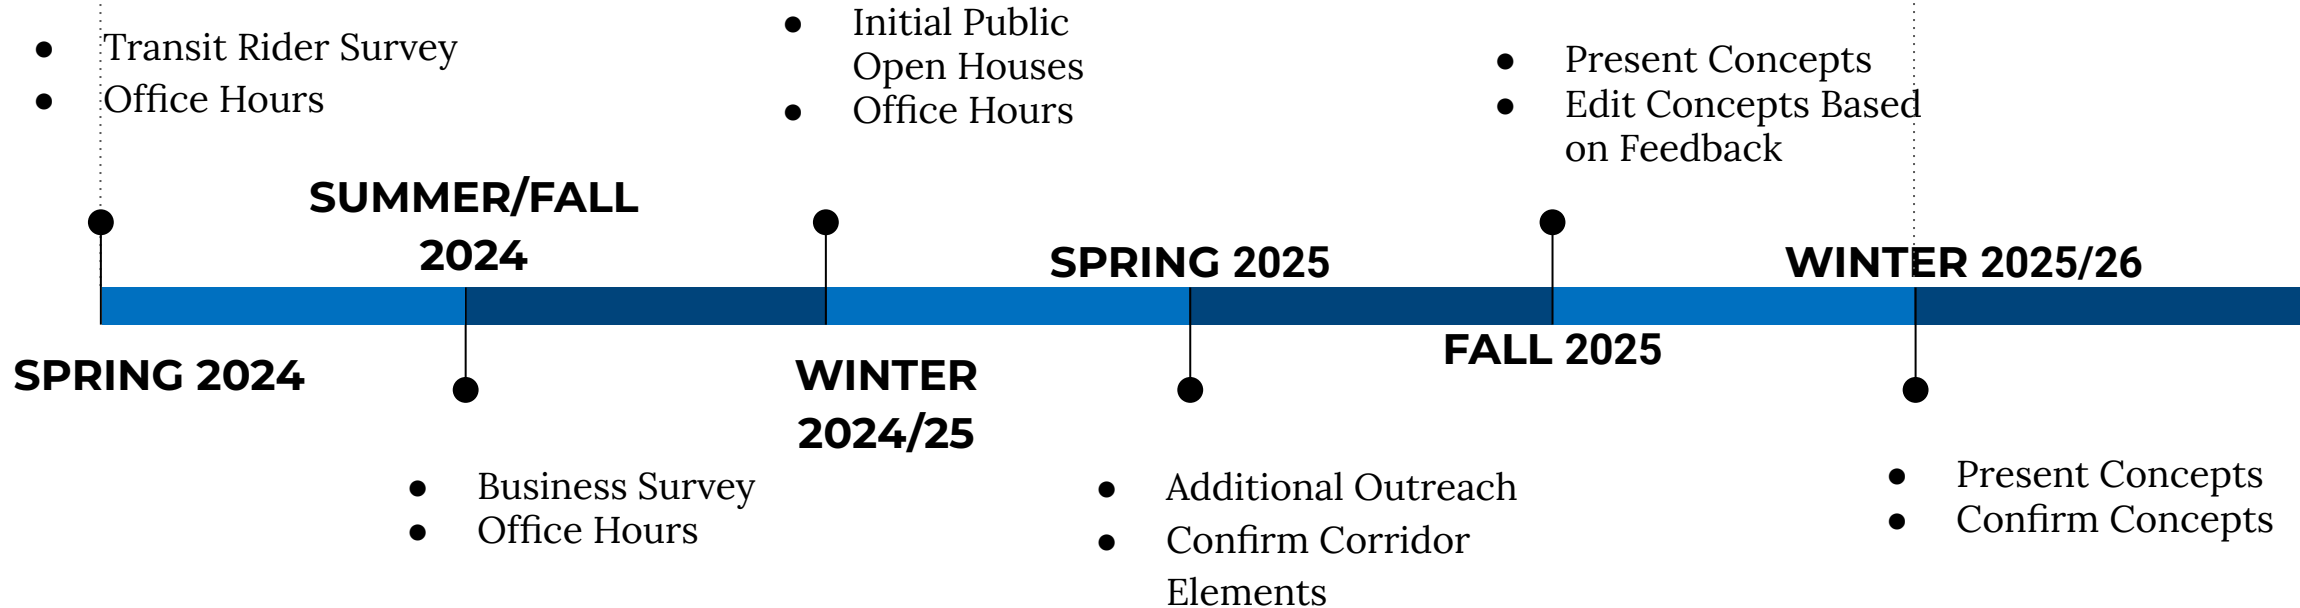 • Transit Rider Survey
• Office Hours
SPRING 2024
SUMMER/FALL
2024
• Business Survey
• Office Hours
• Initial Public
Open Houses
• Office Hours
WINTER
2024/25
SPRING 2025
• Additional Outreach
• Confirm Corridor
Elements
• Present Concepts
• Edit Concepts Based
on Feedback
FALL 2025
WINTER 2025/26
• Present Concepts
• Confirm Concepts